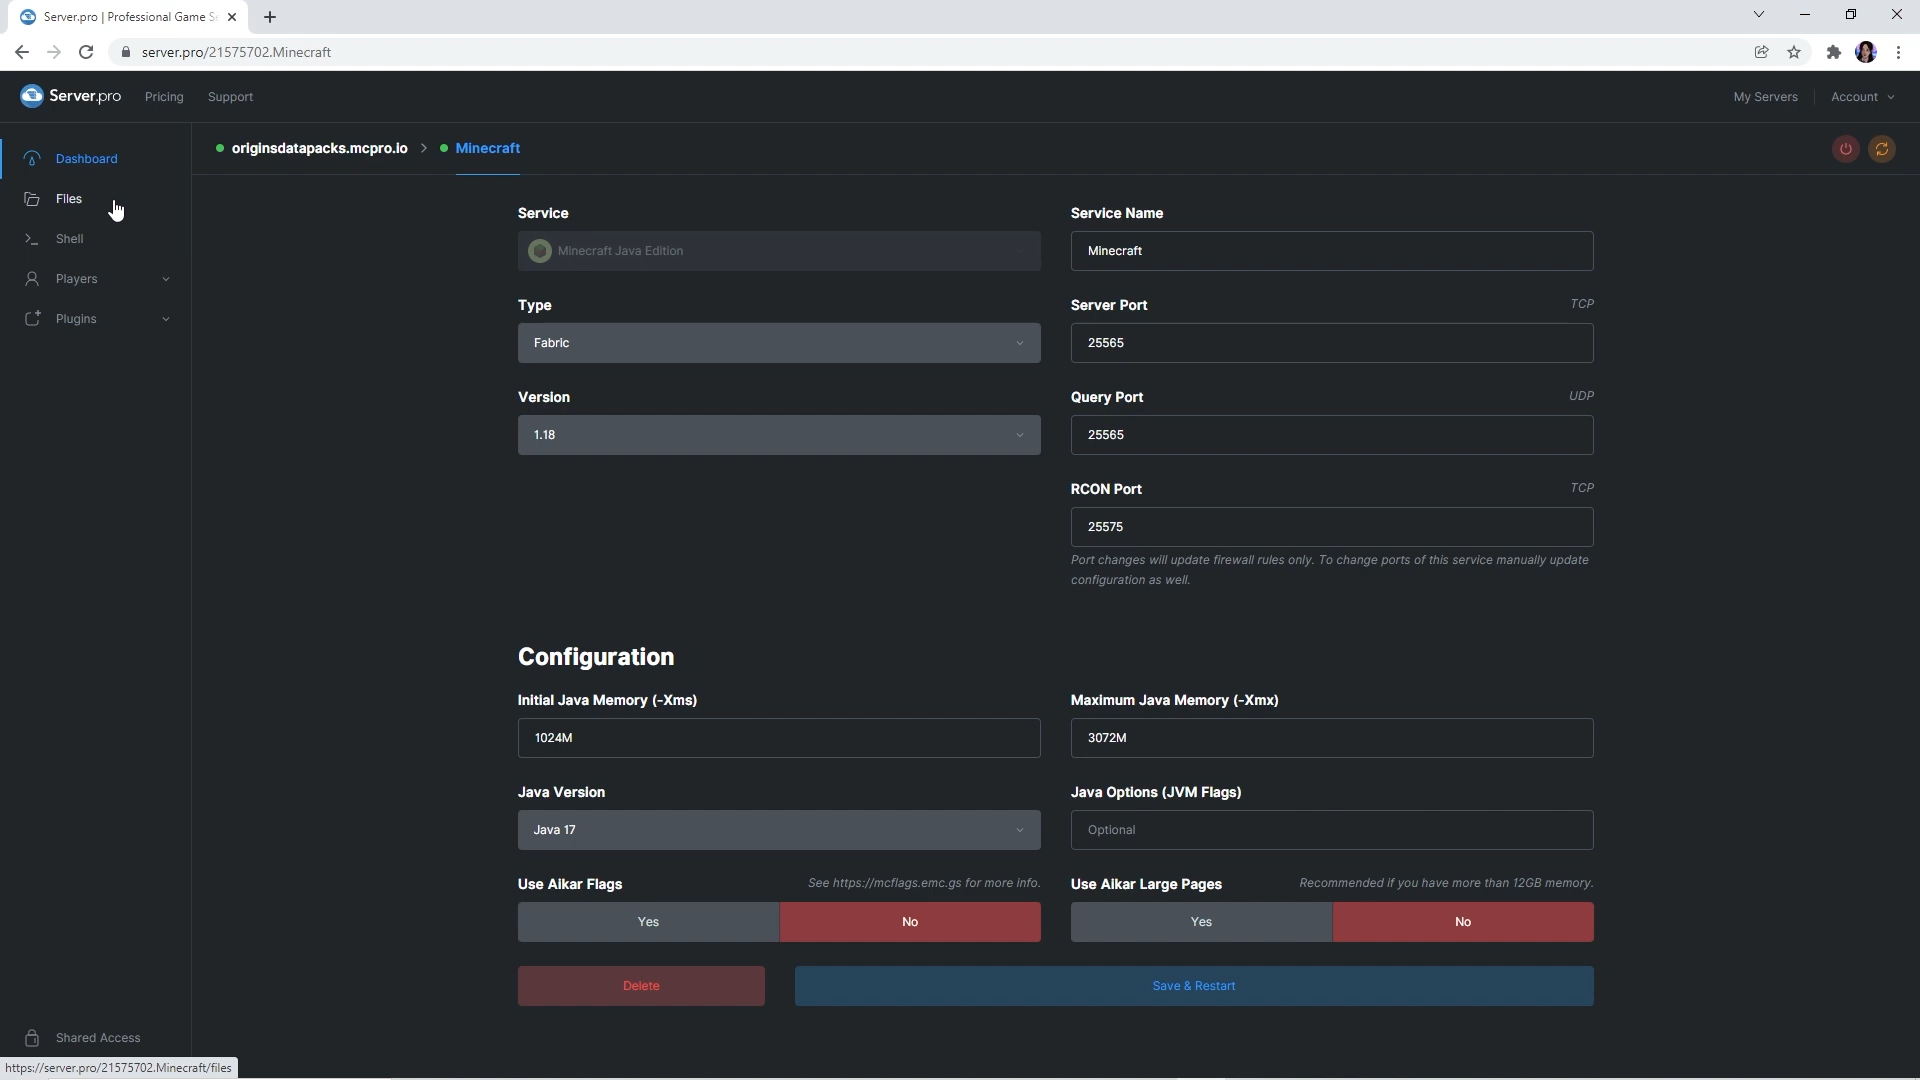 Server.pro | Professional Game Se
server.pro/21575702.Minecraft
Server.pro
Pricing
Support
My Servers
Account
Dashboard
Files
Shell
Players
Plugins
originsdatapacks.mcpro.io > Minecraft
Service
Minecraft Java Edition
Service Name
Minecraft
Type
Fabric
Server Port
TCP
25565
Version
1.18
Query Port
UDP
25565
RCON Port
TCP
25575
Port changes will update firewall rules only. To change ports of this service manually update
configuration as well.
Configuration
Initial Java Memory (-Xms)
1024M
Maximum Java Memory (-Xmx)
3072M
Java Version
Java 17
Java Options (JVM Flags)
Optional
Use Aikar Flags
See https://mcflags.emc.gs for more info.
Yes
No
Use Aikar Large Pages
Recommended if you have more than 12GB memory.
Yes
No
Delete
Save & Restart
Shared Access
https://server.pro/21575702.Minecraft/files